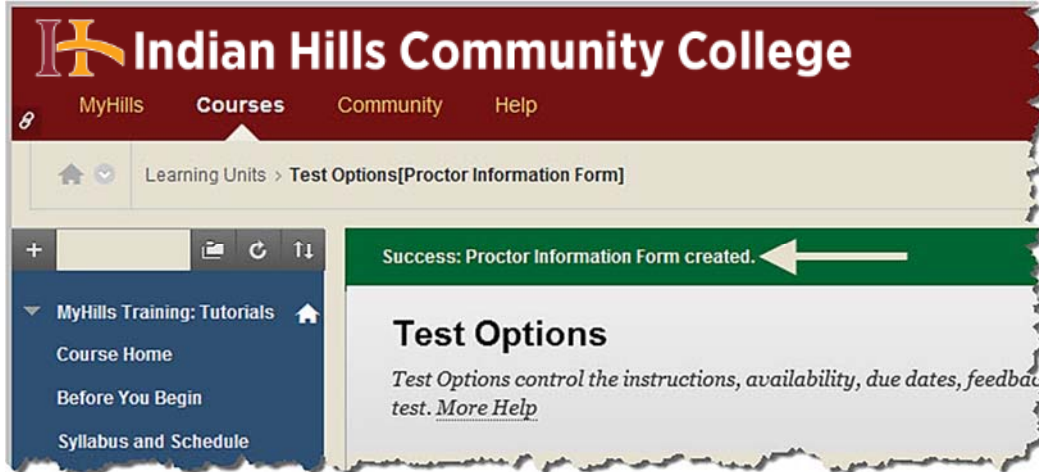 Indian Hills Community College
MyHills Courses Community Help
Learning Units > Test Options[Proctor Information Form]
Success: Proctor Information Form created.
MyHills Training: Tutorials
Course Home
Before You Begin
Syllabus and Schedule
Test Options
Test Options control the instructions, availability, due dates,
test. More Help